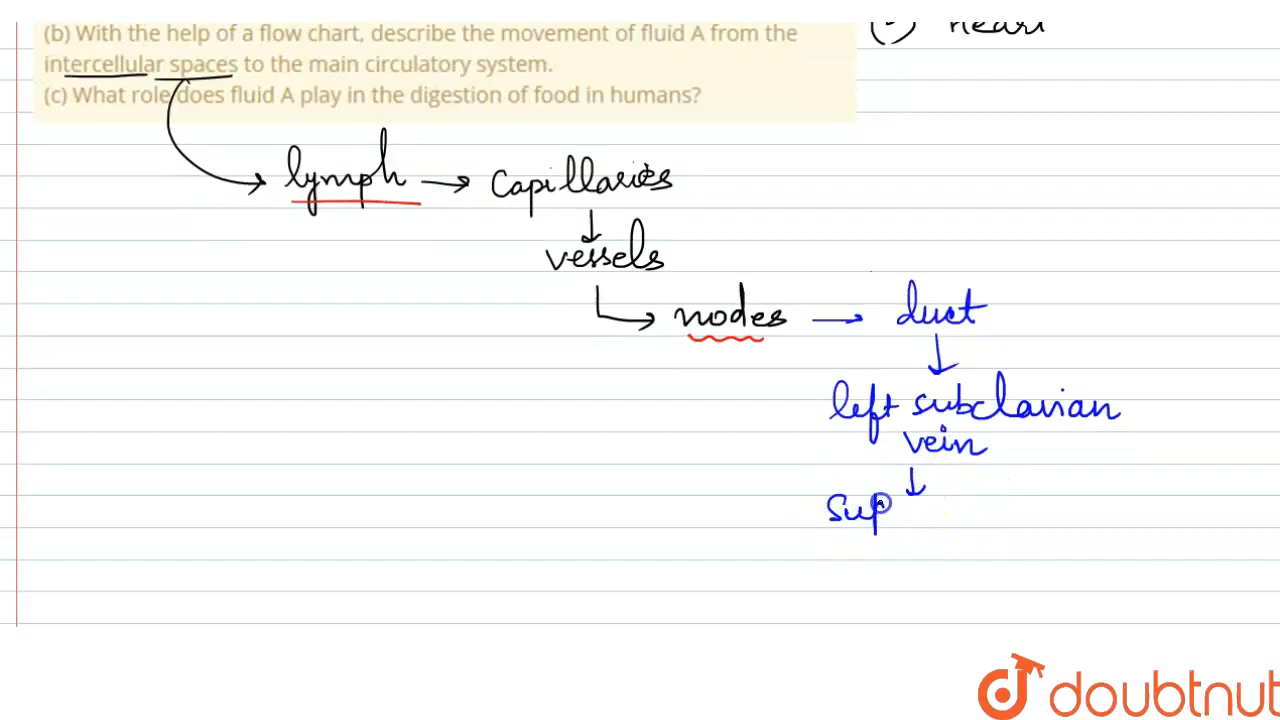 (b) With the help of a flow chart, describe the movement of fluid A from the
intercellular spaces to the main circulatory system.
(c) What role does fluid A play in the digestion of food in humans?
heart
lymph → capillaries
↓
vessels
→ nodes → duct
↓
left subclavian
vein
↓
sup
doubtnut